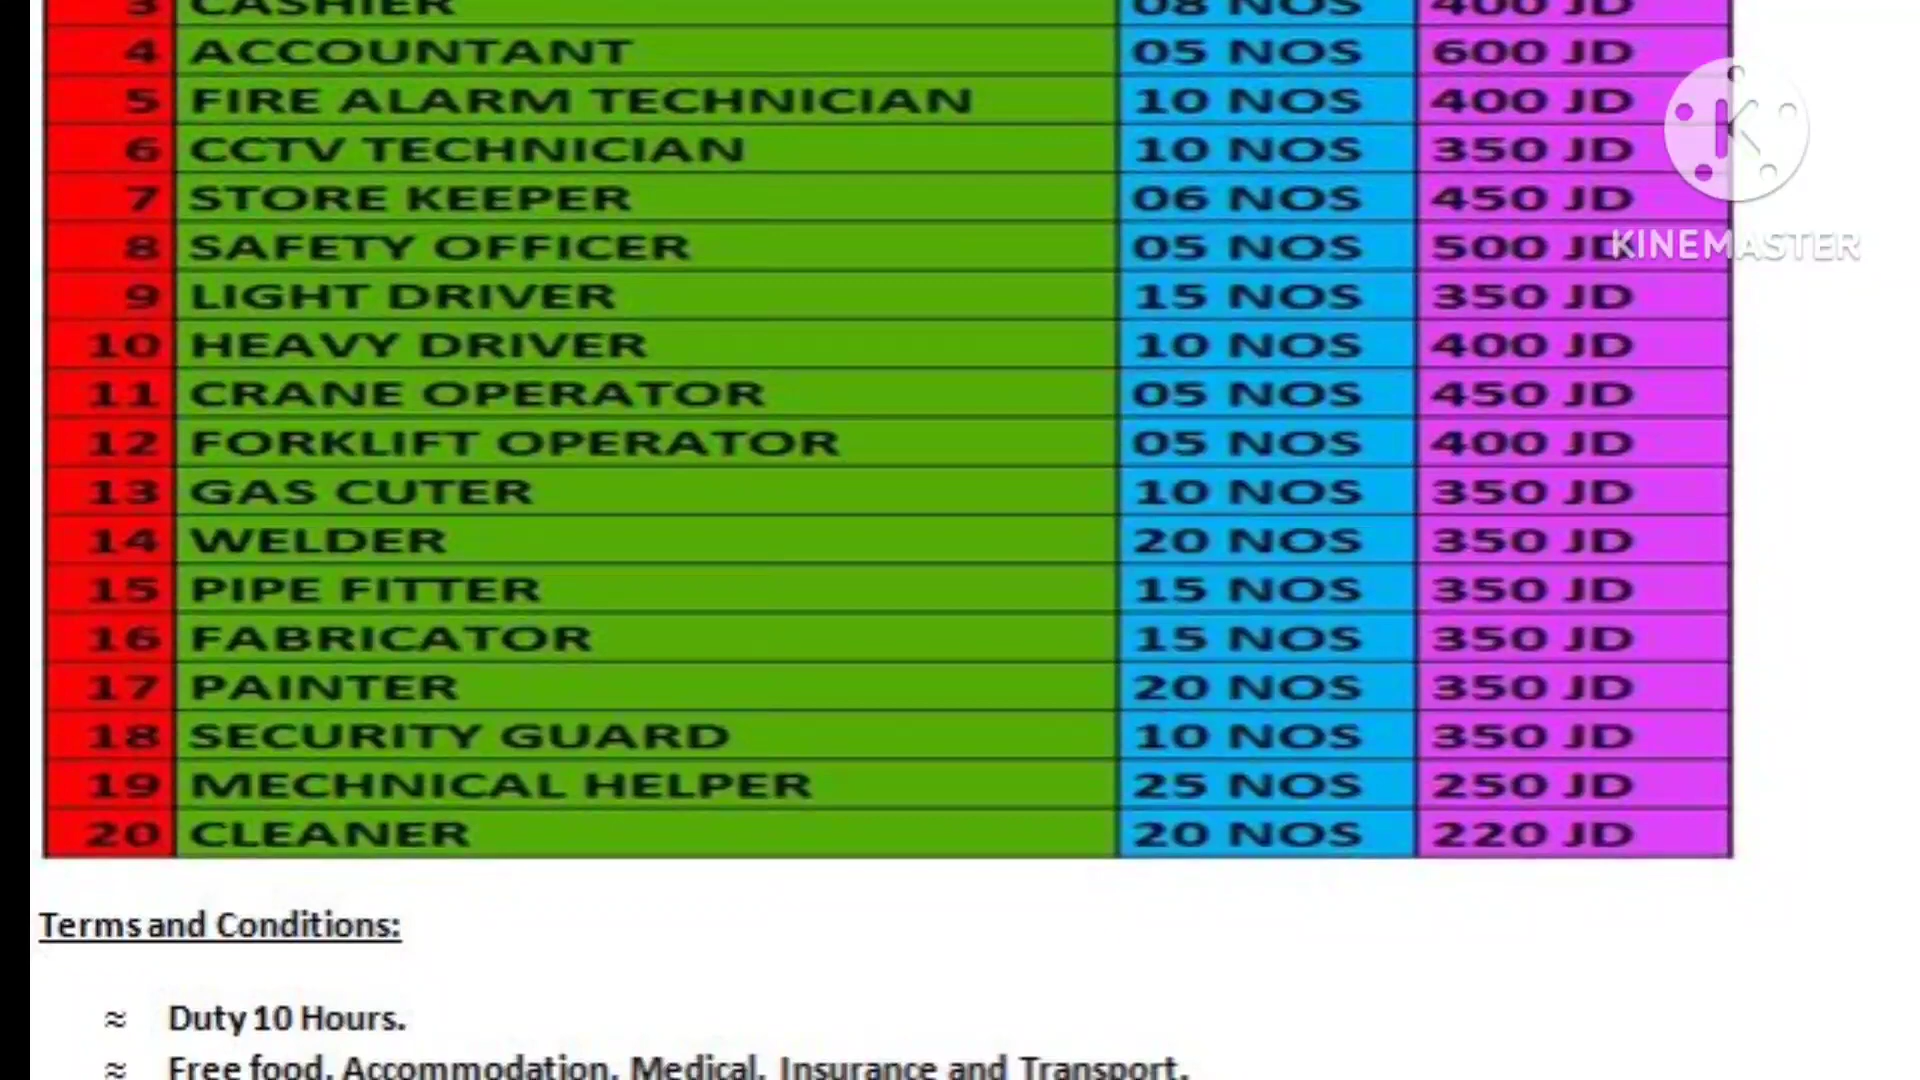 3 CASHIER 08 NOS 400 JD
4 ACCOUNTANT 05 NOS 600 JD
5 FIRE ALARM TECHNICIAN 10 NOS 400 JD
6 CCTV TECHNICIAN 10 NOS 350 JD
7 STORE KEEPER 06 NOS 450 JD
8 SAFETY OFFICER 05 NOS 500 JD
KINEMASTER
9 LIGHT DRIVER 15 NOS 350 JD
10 HEAVY DRIVER 10 NOS 400 JD
11 CRANE OPERATOR 05 NOS 450 JD
12 FORKLIFT OPERATOR 05 NOS 400 JD
13 GAS CUTER 10 NOS 350 JD
14 WELDER 20 NOS 350 JD
15 PIPE FITTER 15 NOS 350 JD
16 FABRICATOR 15 NOS 350 JD
17 PAINTER 20 NOS 350 JD
18 SECURITY GUARD 10 NOS 350 JD
19 MECHNICAL HELPER 25 NOS 250 JD
20 CLEANER 20 NOS 220 JD
Terms and Conditions:
≈ Duty 10 Hours.
≈ Free food, Accommodation, Medical, Insurance and Transport.